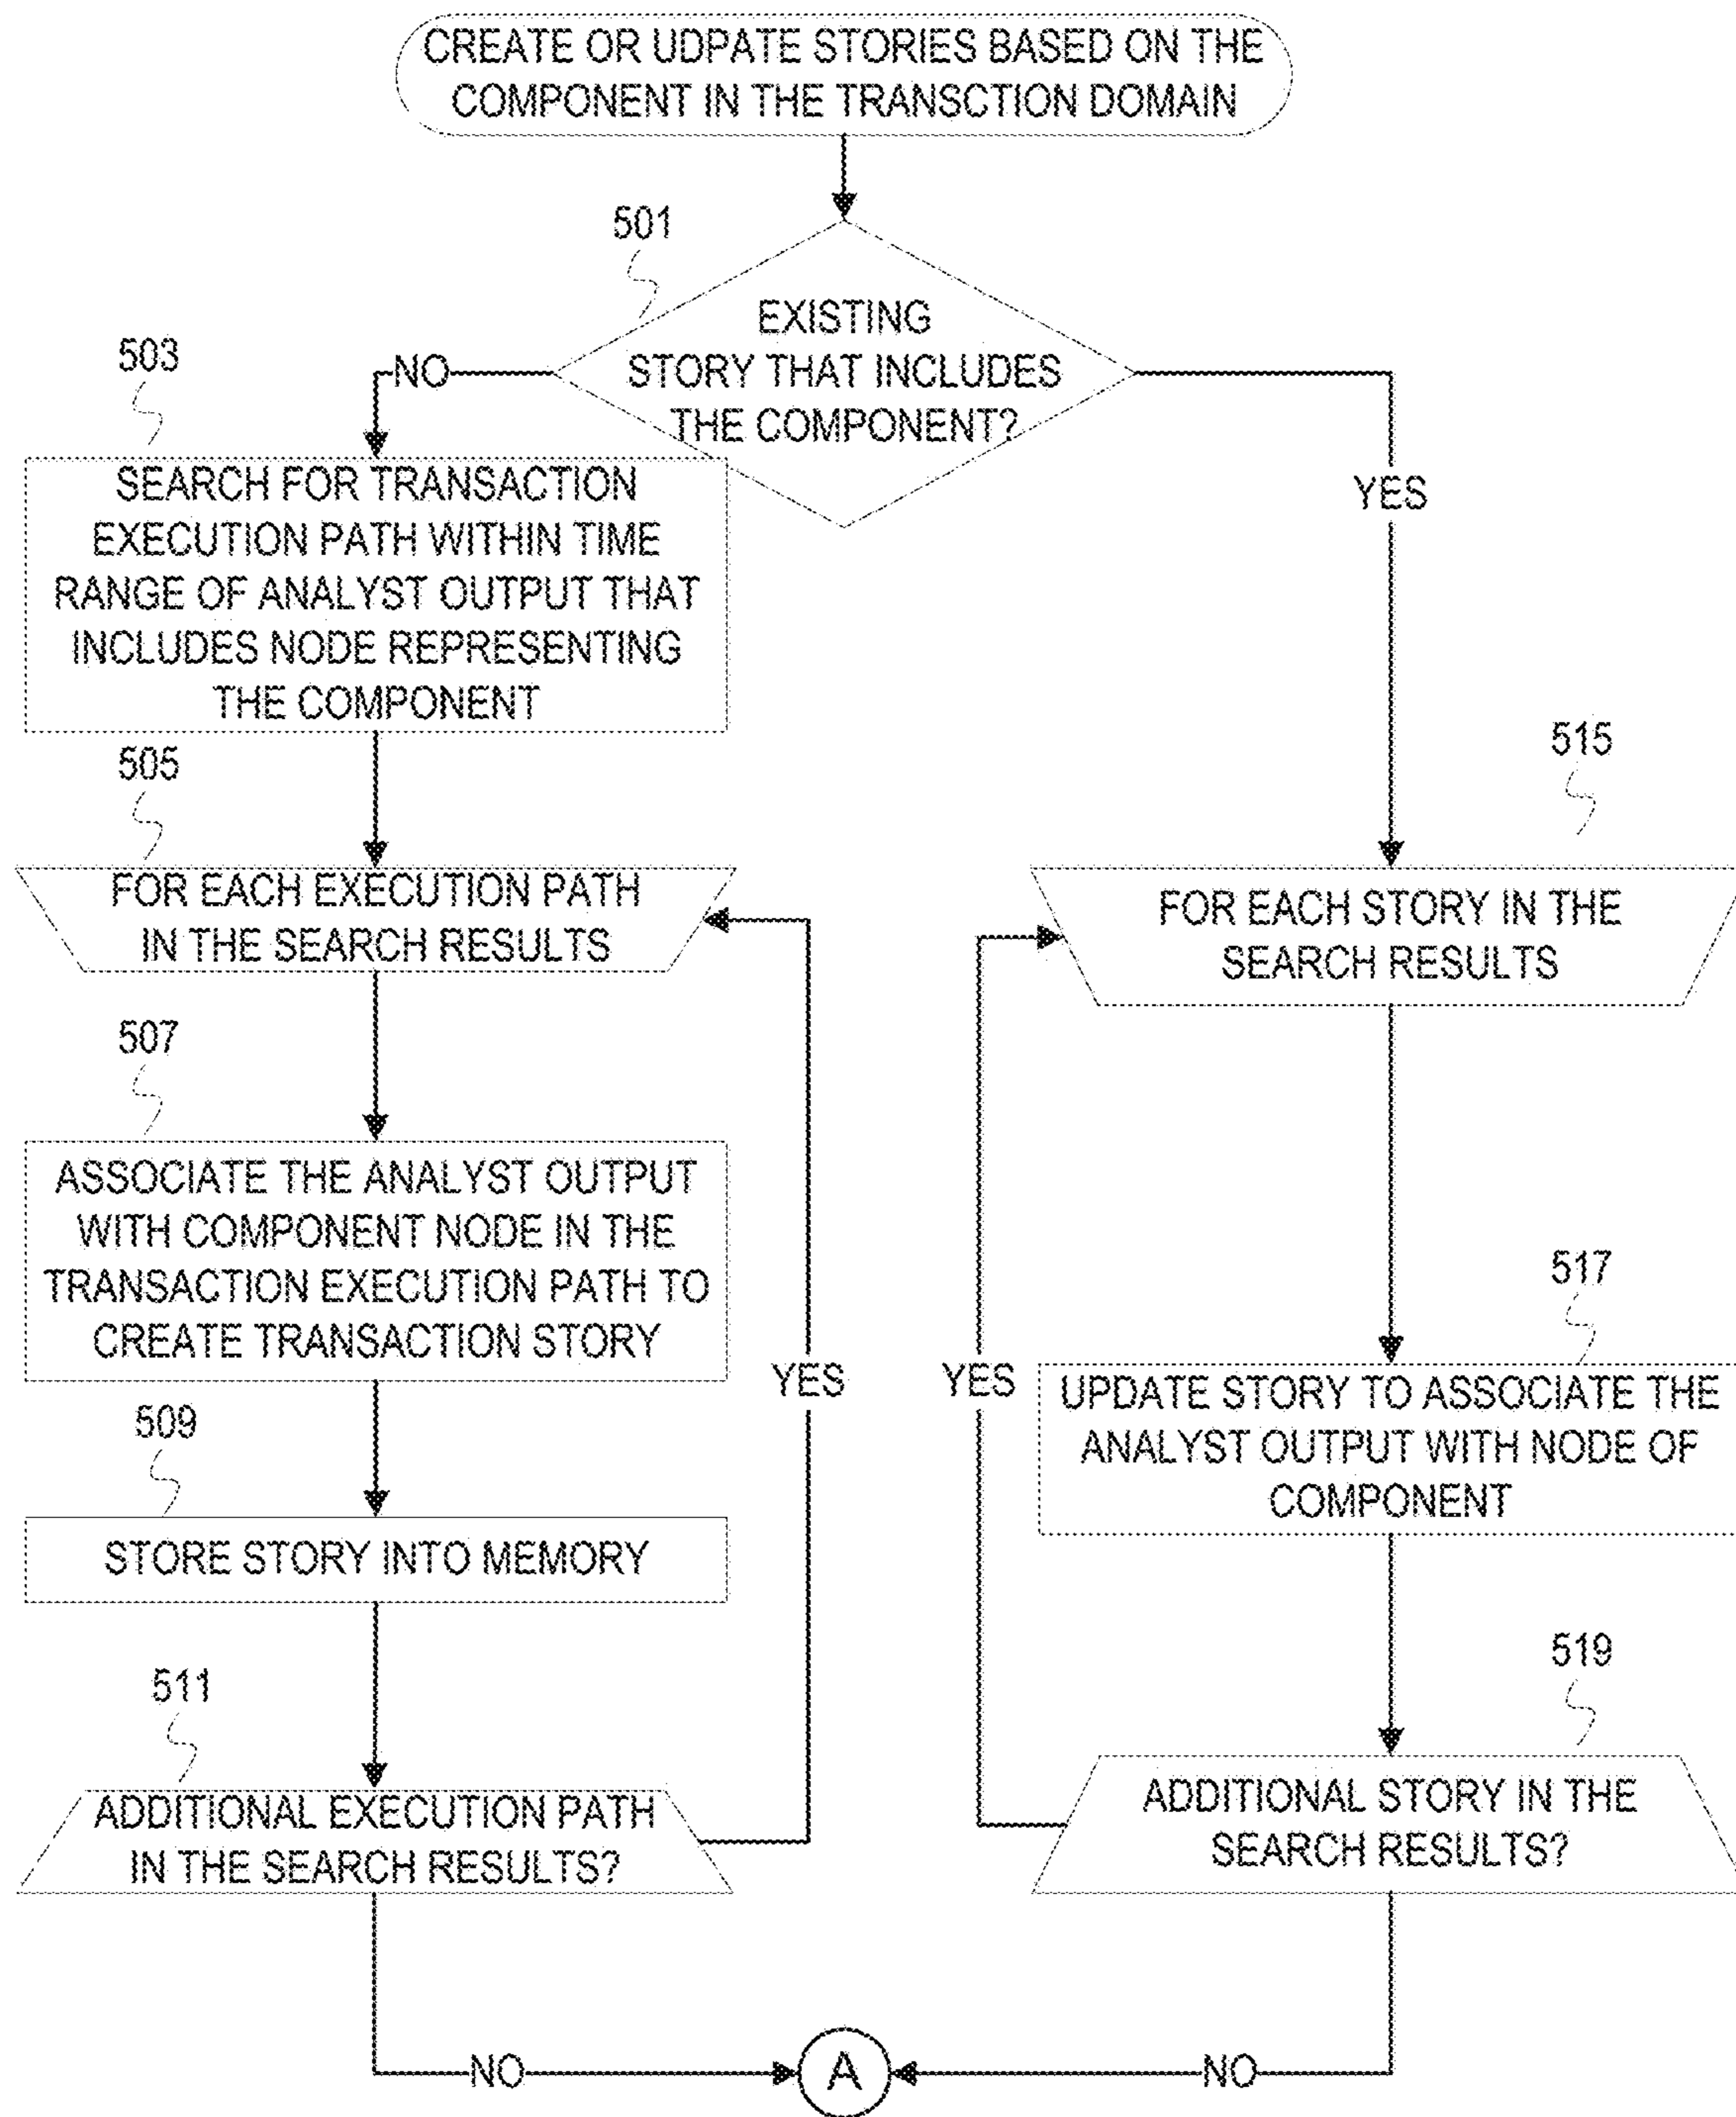 CREATE OR UDPATE STORIES BASED ON THE
COMPONENT IN THE TRANSCTION DOMAIN
501
EXISTING
STORY THAT INCLUDES
THE COMPONENT?
NO
YES
503
SEARCH FOR TRANSACTION
EXECUTION PATH WITHIN TIME
RANGE OF ANALYST OUTPUT THAT
INCLUDES NODE REPRESENTING
THE COMPONENT
505
FOR EACH EXECUTION PATH
IN THE SEARCH RESULTS
507
ASSOCIATE THE ANALYST OUTPUT
WITH COMPONENT NODE IN THE
TRANSACTION EXECUTION PATH TO
CREATE TRANSACTION STORY
509
STORE STORY INTO MEMORY
511
ADDITIONAL EXECUTION PATH
IN THE SEARCH RESULTS?
YES
NO
515
FOR EACH STORY IN THE
SEARCH RESULTS
517
UPDATE STORY TO ASSOCIATE THE
ANALYST OUTPUT WITH NODE OF
COMPONENT
519
ADDITIONAL STORY IN THE
SEARCH RESULTS?
YES
NO
A